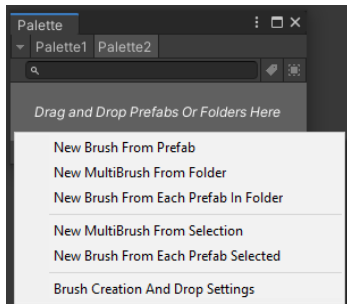 Palette
Palette1 Palette2
Drag and Drop Prefabs Or Folders Here
New Brush From Prefab
New MultiBrush From Folder
New Brush From Each Prefab In Folder
New MultiBrush From Selection
New Brush From Each Prefab Selected
Brush Creation And Drop Settings